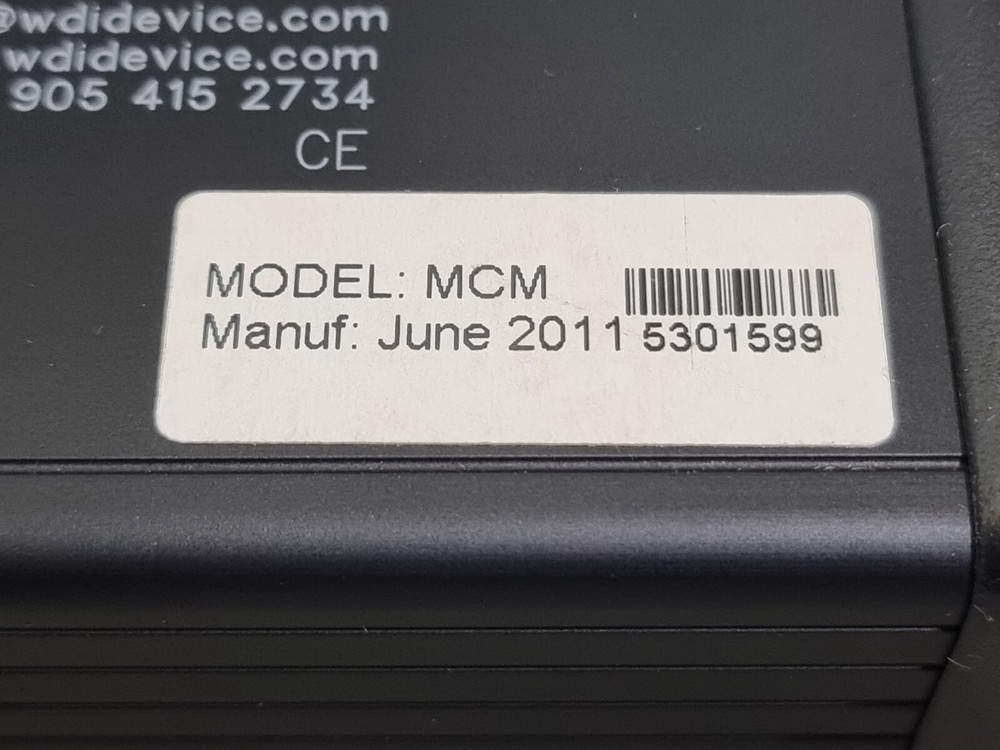 @wdidevice.com
wdidevice.com
905 415 2734
CE
MODEL: MCM
Manuf: June 2011 5301599